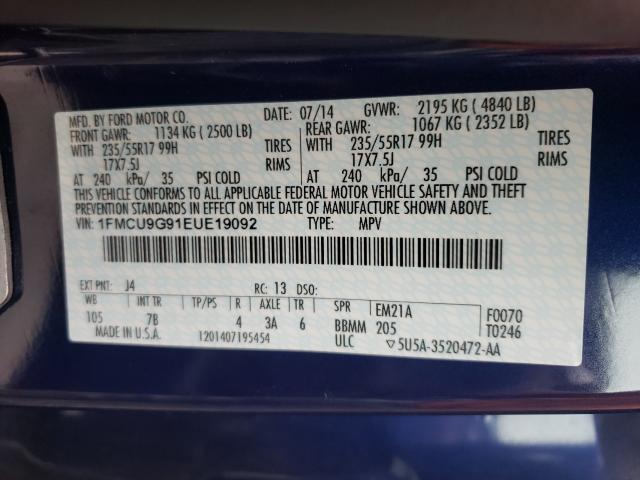 MFD. BY FORD MOTOR CO. DATE: 07/14 GVWR: 2195 KG ( 4840 LB)
FRONT GAWR: 1134 KG ( 2500 LB) REAR GAWR: 1067 KG ( 2352 LB)
WITH 235/55R17 99H TIRES WITH 235/55R17 99H TIRES
17X7.5J RIMS 17X7.5J RIMS
AT 240 kPa/ 35 PSI COLD AT 240 kPa/ 35 PSI COLD
THIS VEHICLE CONFORMS TO ALL APPLICABLE FEDERAL MOTOR VEHICLE SAFETY AND THEFT
PREVENTION STANDARDS IN EFFECT ON THE DATE OF MANUFACTURE SHOWN ABOVE.
VIN: 1FMCU9G91EUE19092 TYPE: MPV
EXT PNT: J4 RC: 13 DSO:
WB INT TR TP/PS R AXLE TR SPR EM21A F0070
105 7B 4 3A 6 BBMM 205 T0246
MADE IN U.S.A. 1201407195454 ULC ▽5U5A-3520472-AA